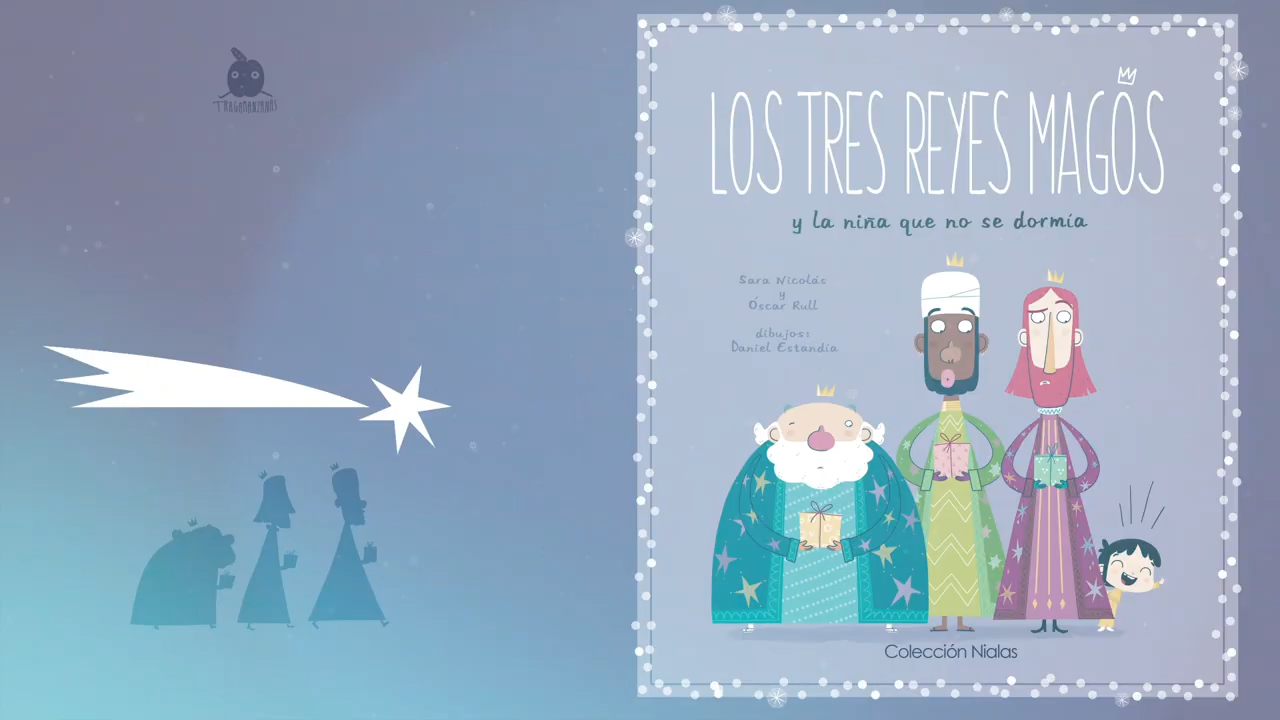 TRAGAMANZANAS
LOS TRES REYES MAGOS
y la niña que no se dormía
Sara Nicolás
y
Óscar Rull
dibujos:
Daniel Estandía
Colección Nialas